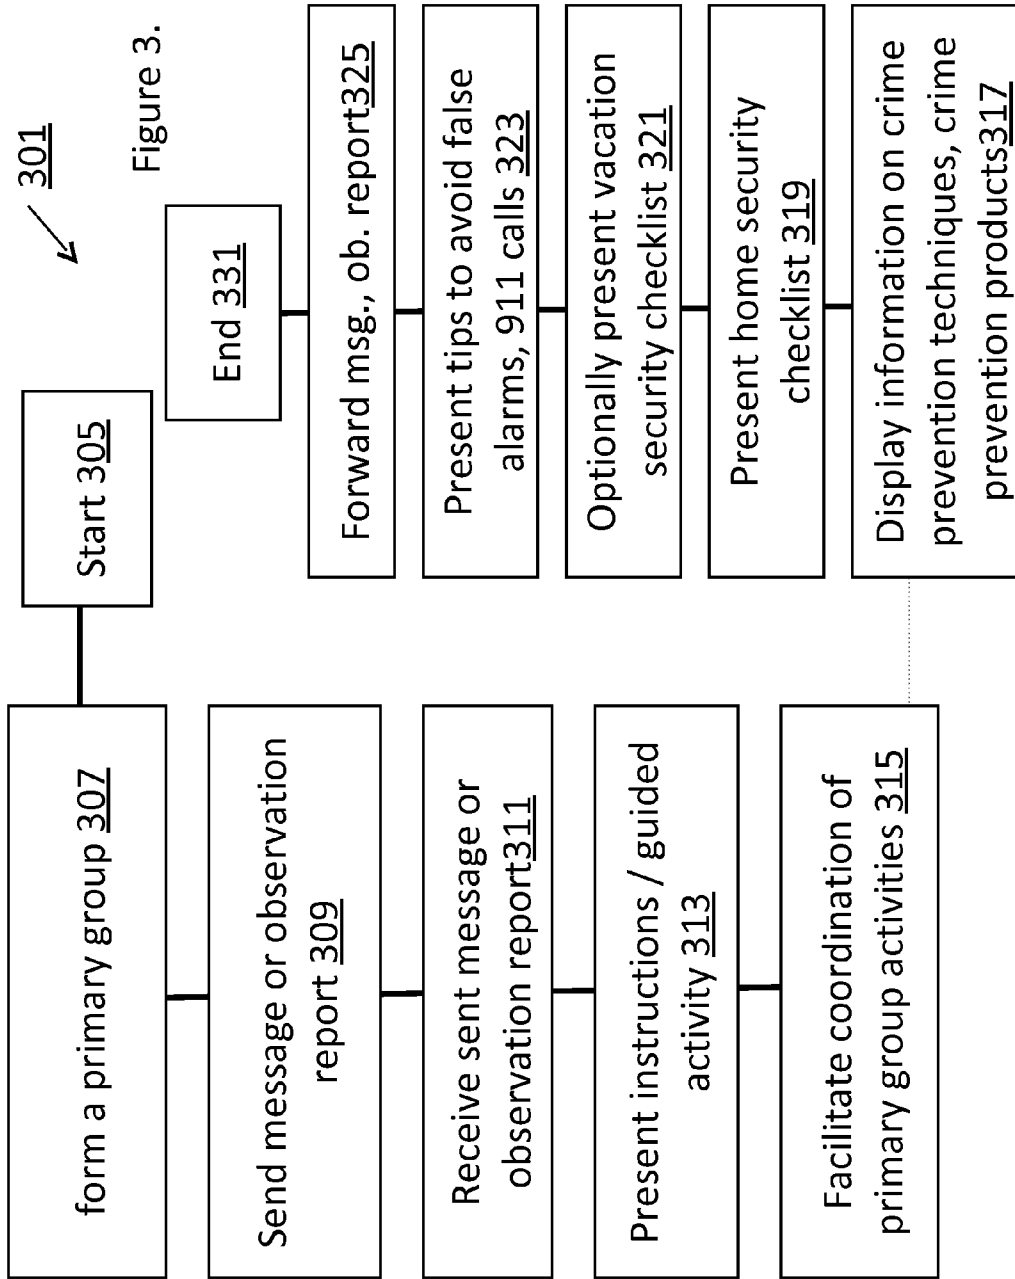 301
Figure 3.
Start 305
form a primary group 307
Send message or observation
report 309
Receive sent message or
observation report311
Present instructions / guided
activity 313
Facilitate coordination of
primary group activities 315
Display information on crime
prevention techniques, crime
prevention products317
Present home security
checklist 319
Optionally present vacation
security checklist 321
Present tips to avoid false
alarms, 911 calls 323
Forward msg., ob. report325
End 331